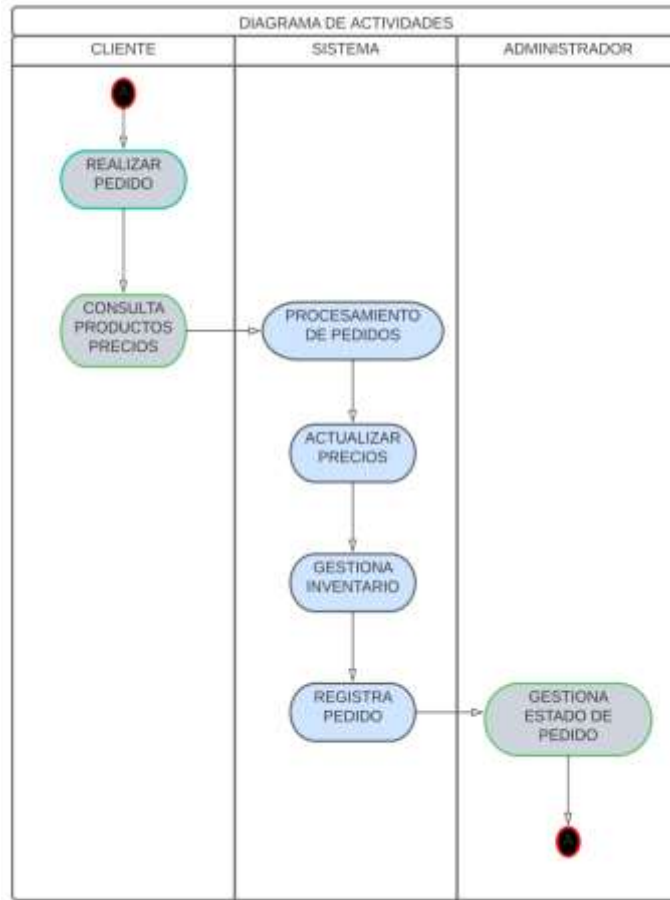 DIAGRAMA DE ACTIVIDADES
CLIENTE
SISTEMA
ADMINISTRADOR
A
REALIZAR
PEDIDO
CONSULTA
PRODUCTOS
PRECIOS
PROCESAMIENTO
DE PEDIDOS
ACTUALIZAR
PRECIOS
GESTIONA
INVENTARIO
REGISTRA
PEDIDO
GESTIONA
ESTADO DE
PEDIDO
A